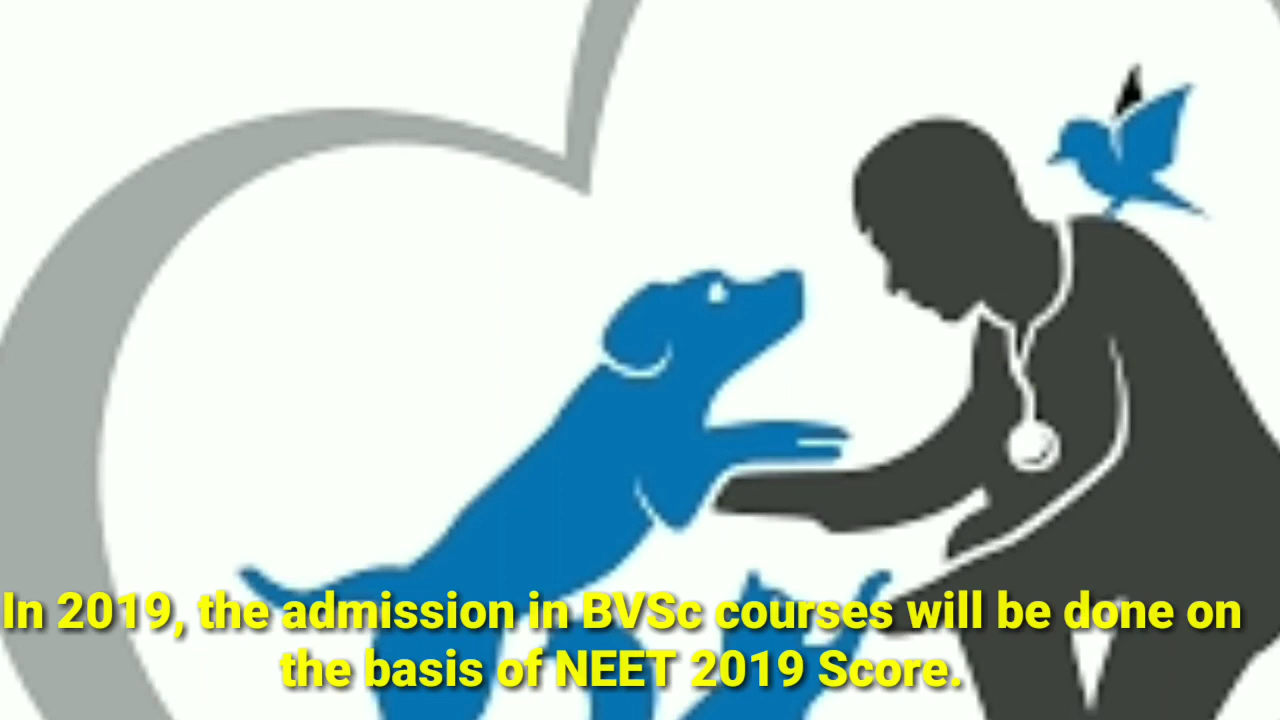 In 2019, the admission in BVSc courses will be done on
the basis of NEET 2019 Score.